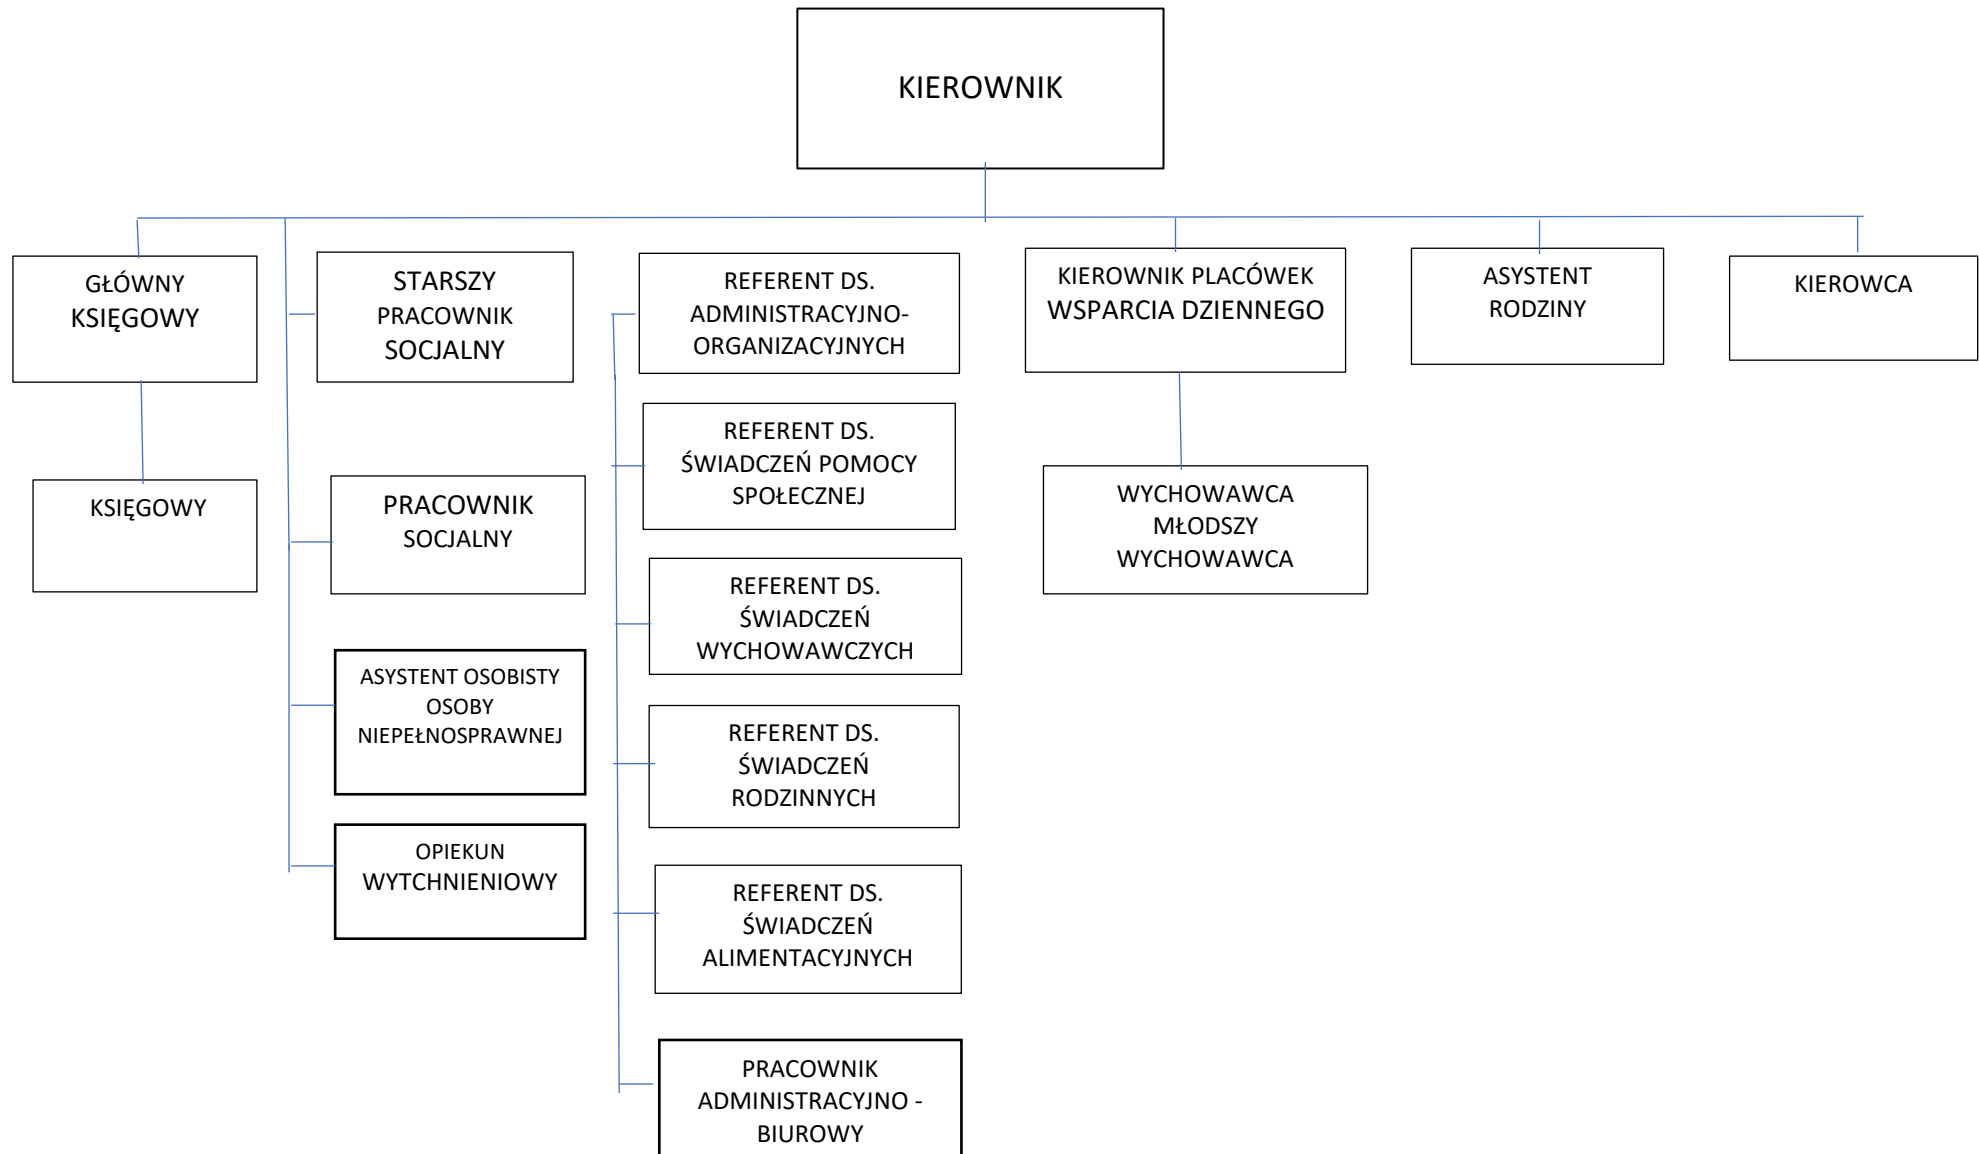 KIEROWNIK
GŁÓWNY
KSIĘGOWY
KSIĘGOWY
STARSZY
PRACOWNIK
SOCJALNY
PRACOWNIK
SOCJALNY
ASYSTENT OSOBISTY
OSOBY
NIEPEŁNOSPRAWNEJ
OPIEKUN
WYTCHNIENIOWY
REFERENT DS.
ADMINISTRACYJNO-
ORGANIZACYJNYCH
REFERENT DS.
ŚWIADCZEŃ POMOCY
SPOŁECZNEJ
REFERENT DS.
ŚWIADCZEŃ
WYCHOWAWCZYCH
REFERENT DS.
ŚWIADCZEŃ
RODZINNYCH
REFERENT DS.
ŚWIADCZEŃ
ALIMENTACYJNYCH
PRACOWNIK
ADMINISTRACYJNO -
BIUROWY
KIEROWNIK PLACÓWEK
WSPARCIA DZIENNEGO
WYCHOWAWCA
MŁODSZY
WYCHOWAWCA
ASYSTENT
RODZINY
KIEROWCA